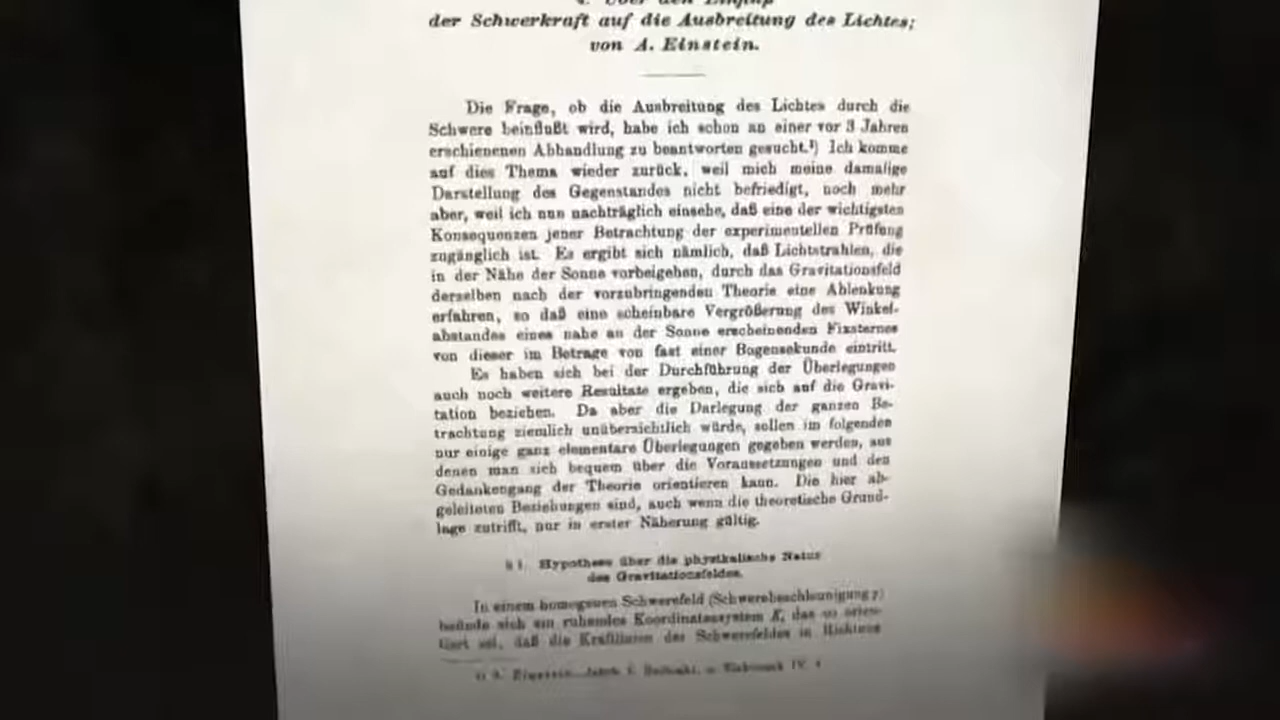 4. Über den Einfluß
der Schwerkraft auf die Ausbreitung des Lichtes;
von A. Einstein.
Die Frage, ob die Ausbreitung des Lichtes durch die
Schwere beinflußt wird, habe ich schon an einer vor 3 Jahren
erschienenen Abhandlung zu beantworten gesucht.¹) Ich komme
auf dies Thema wieder zurück, weil mich meine damalige
Darstellung des Gegenstandes nicht befriedigt, noch mehr
aber, weil ich nun nachträglich einsehe, daß eine der wichtigsten
Konsequenzen jener Betrachtung der experimentellen Prüfung
zugänglich ist. Es ergibt sich nämlich, daß Lichtstrahlen, die
in der Nähe der Sonne vorbeigehen, durch das Gravitationsfeld
derselben nach der vorzubringenden Theorie eine Ablenkung
erfahren, so daß eine scheinbare Vergrößerung des Winkel-
abstandes eines nahe an der Sonne erscheinenden Fixsternes
von dieser im Betrage von fast einer Bogensekunde eintritt.
Es haben sich bei der Durchführung der Überlegungen
auch noch weitere Resultate ergeben, die sich auf die Gravi-
tation beziehen. Da aber die Darlegung der ganzen Be-
trachtung ziemlich unübersichtlich würde, sollen im folgenden
nur einige ganz elementare Überlegungen gegeben werden, aus
denen man sich bequem über die Voraussetzungen und den
Gedankengang der Theorie orientieren kann. Die hier ab-
geleiteten Beziehungen sind, auch wenn die theoretische Grund-
lage zutrifft, nur in erster Näherung gültig.
§ 1. Hypothese über die physikalische Natur
des Gravitationsfeldes.
In einem homogenen Schwerefeld (Schwerebeschleunigung γ)
befinde sich ein ruhendes Koordinatensystem K, das so orien-
tiert sei, daß die Kraftlinien des Schwerefeldes in Richtung
1) A. Einstein, Jahrb. f.